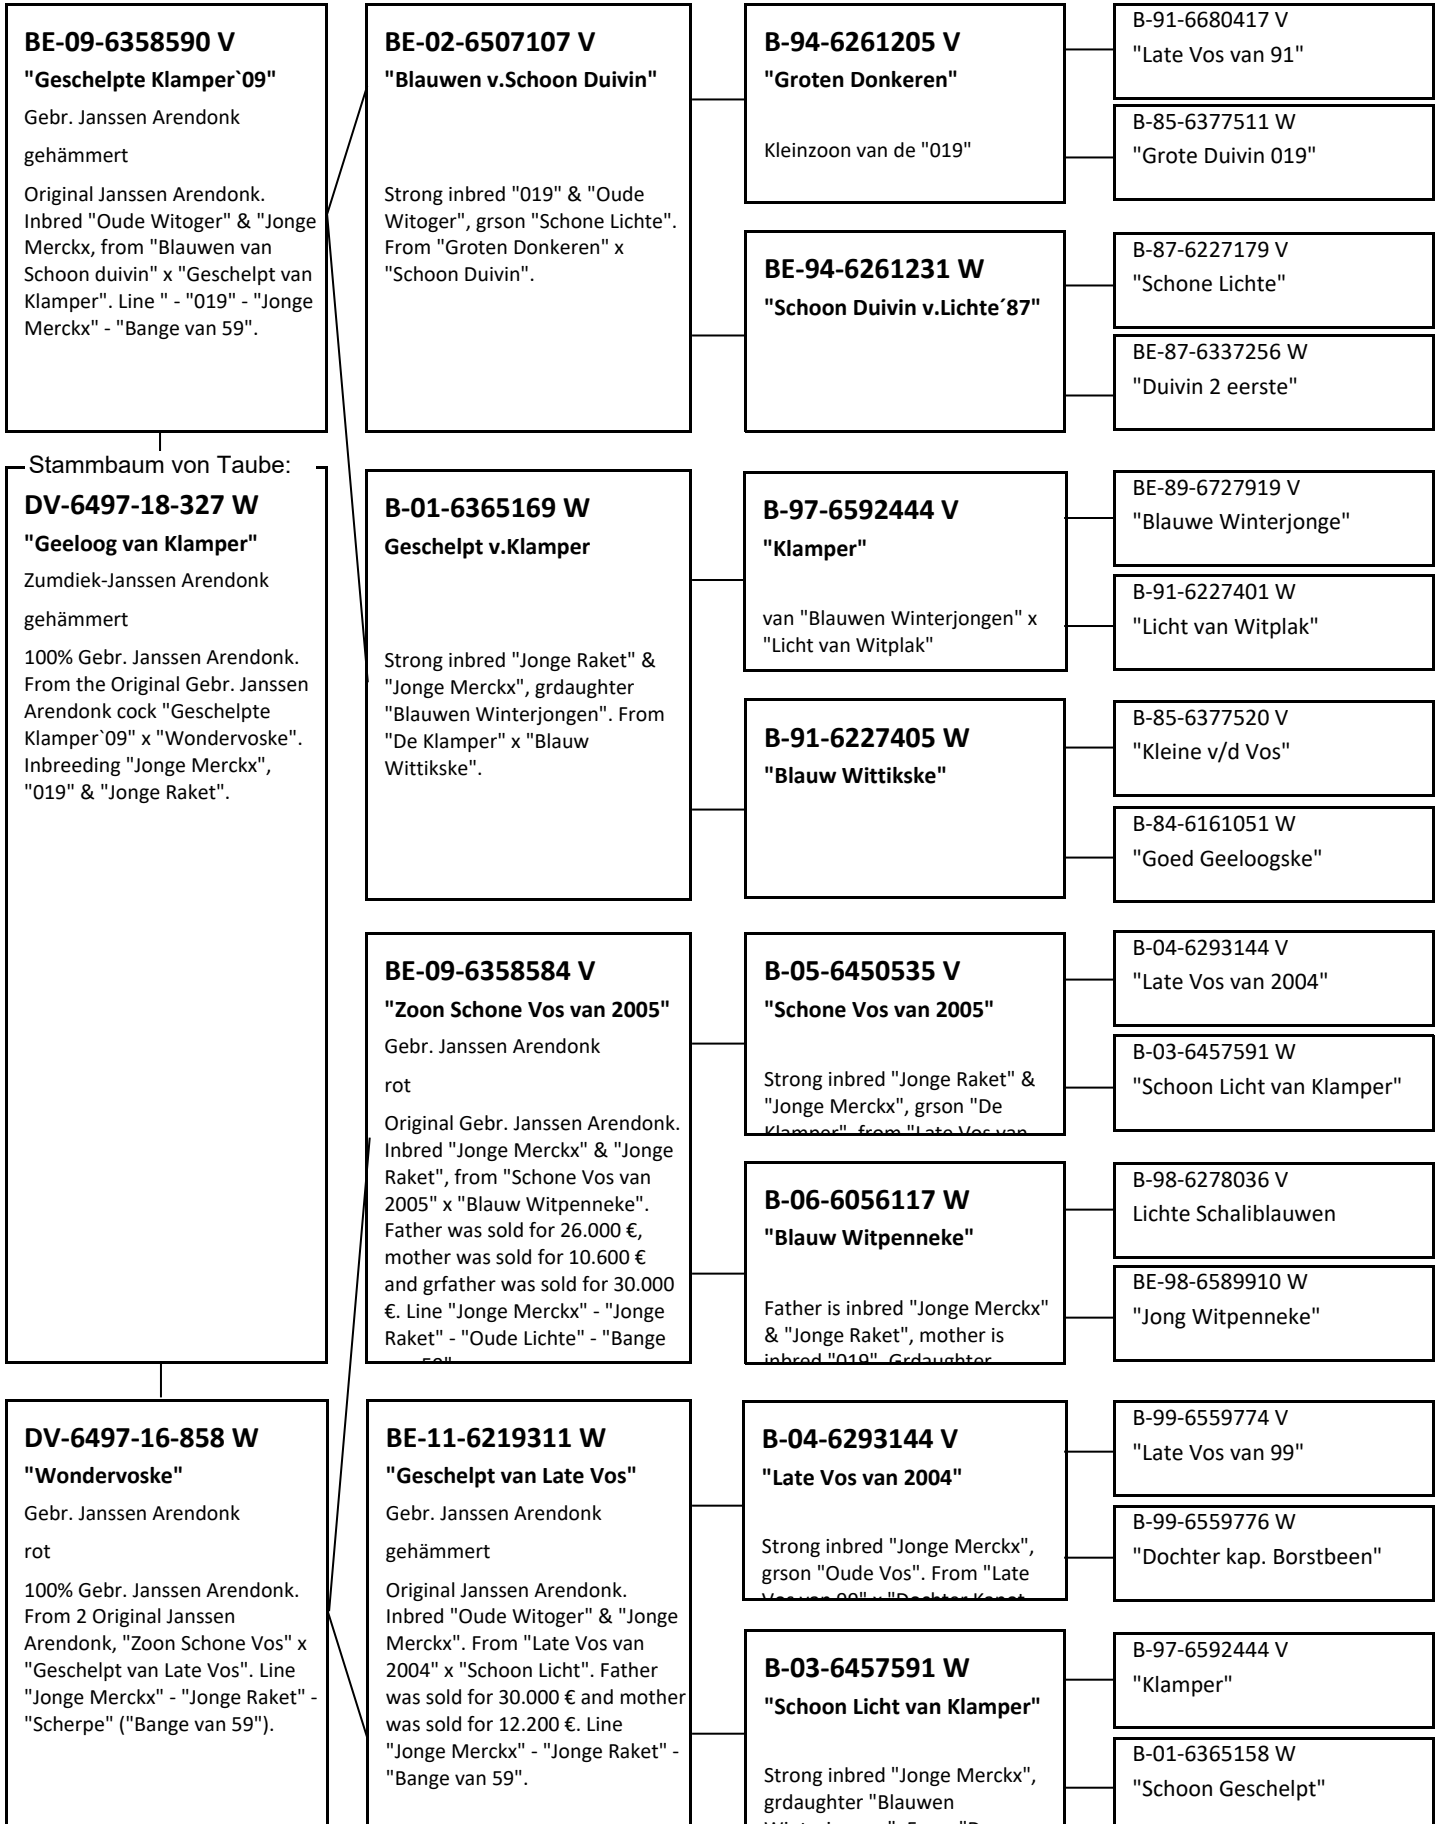 BE-09-6358590 V
"Geschelpte Klamper`09"
Gebr. Janssen Arendonk
gehämmert
Original Janssen Arendonk.
Inbred "Oude Witoger" & "Jonge
Merckx, from "Blauwen van
Schoon duivin" x "Geschelpt van
Klamper". Line " - "019" - "Jonge
Merckx" - "Bange van 59".
Stammbaum von Taube:
DV-6497-18-327 W
"Geeloog van Klamper"
Zumdiek-Janssen Arendonk
gehämmert
100% Gebr. Janssen Arendonk.
From the Original Gebr. Janssen
Arendonk cock "Geschelpte
Klamper`09" x "Wondervoske".
Inbreeding "Jonge Merckx",
"019" & "Jonge Raket".
DV-6497-16-858 W
"Wondervoske"
Gebr. Janssen Arendonk
rot
100% Gebr. Janssen Arendonk.
From 2 Original Janssen
Arendonk, "Zoon Schone Vos" x
"Geschelpt van Late Vos". Line
"Jonge Merckx" - "Jonge Raket" -
"Scherpe" ("Bange van 59").
BE-02-6507107 V
"Blauwen v.Schoon Duivin"
Strong inbred "019" & "Oude
Witoger", grson "Schone Lichte".
From "Groten Donkeren" x
"Schoon Duivin".
B-01-6365169 W
Geschelpt v.Klamper
Strong inbred "Jonge Raket" &
"Jonge Merckx", grdaughter
"Blauwen Winterjongen". From
"De Klamper" x "Blauw
Wittikske".
BE-09-6358584 V
"Zoon Schone Vos van 2005"
Gebr. Janssen Arendonk
rot
Original Gebr. Janssen Arendonk.
Inbred "Jonge Merckx" & "Jonge
Raket", from "Schone Vos van
2005" x "Blauw Witpenneke".
Father was sold for 26.000 €,
mother was sold for 10.600 €
and grfather was sold for 30.000
€. Line "Jonge Merckx" - "Jonge
Raket" - "Oude Lichte" - "Bange
BE-11-6219311 W
"Geschelpt van Late Vos"
Gebr. Janssen Arendonk
gehämmert
Original Janssen Arendonk.
Inbred "Oude Witoger" & "Jonge
Merckx". From "Late Vos van
2004" x "Schoon Licht". Father
was sold for 30.000 € and mother
was sold for 12.200 €. Line
"Jonge Merckx" - "Jonge Raket" -
"Bange van 59".
B-94-6261205 V
"Groten Donkeren"
Kleinzoon van de "019"
BE-94-6261231 W
"Schoon Duivin v.Lichte´87"
B-97-6592444 V
"Klamper"
van "Blauwen Winterjongen" x
"Licht van Witplak"
B-91-6227405 W
"Blauw Wittikske"
B-05-6450535 V
"Schone Vos van 2005"
Strong inbred "Jonge Raket" &
"Jonge Merckx", grson "De
Klamper", from "Late Vos van
B-06-6056117 W
"Blauw Witpenneke"
Father is inbred "Jonge Merckx"
& "Jonge Raket", mother is
inbred "019". Grdaughter
B-04-6293144 V
"Late Vos van 2004"
Strong inbred "Jonge Merckx",
grson "Oude Vos". From "Late
Vos van 99" x "Dochter Kapot
B-03-6457591 W
"Schoon Licht van Klamper"
Strong inbred "Jonge Merckx",
grdaughter "Blauwen
B-91-6680417 V
"Late Vos van 91"
B-85-6377511 W
"Grote Duivin 019"
B-87-6227179 V
"Schone Lichte"
BE-87-6337256 W
"Duivin 2 eerste"
BE-89-6727919 V
"Blauwe Winterjonge"
B-91-6227401 W
"Licht van Witplak"
B-85-6377520 V
"Kleine v/d Vos"
B-84-6161051 W
"Goed Geeloogske"
B-04-6293144 V
"Late Vos van 2004"
B-03-6457591 W
"Schoon Licht van Klamper"
B-98-6278036 V
Lichte Schaliblauwen
BE-98-6589910 W
"Jong Witpenneke"
B-99-6559774 V
"Late Vos van 99"
B-99-6559776 W
"Dochter kap. Borstbeen"
B-97-6592444 V
"Klamper"
B-01-6365158 W
"Schoon Geschelpt"